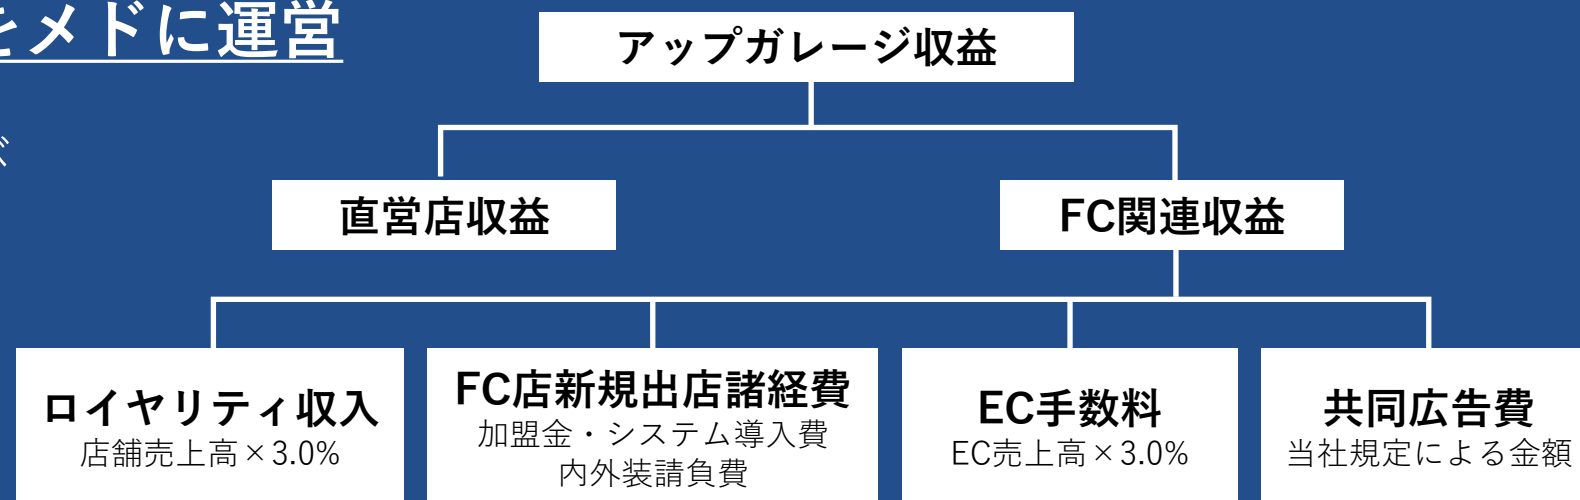 をメドに運営
アップガレージ収益
直営店収益
FC関連収益
ロイヤリティ収入
店舗売上高×3.0%
FC店新規出店諸経費
加盟金・システム導入費
内外装請負費
EC手数料
EC売上高×3.0%
共同広告費
当社規定による金額